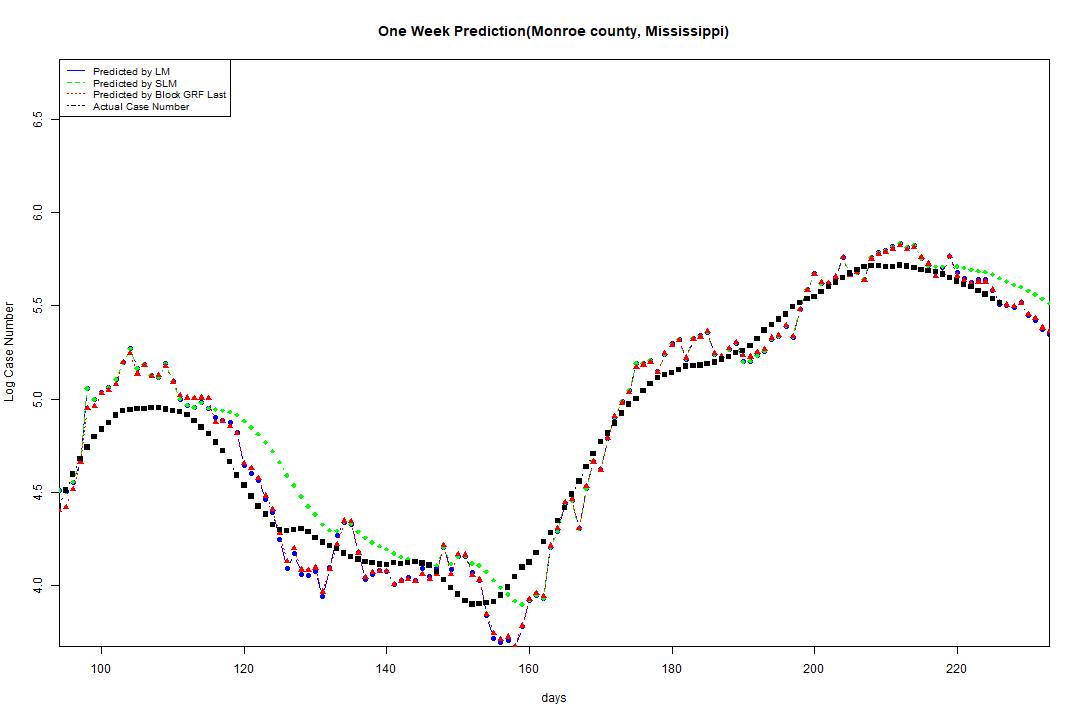 One Week Prediction(Monroe county, Mississippi)
Predicted by LM
Predicted by SLM
Predicted by Block GRF Last
Actual Case Number
6.5
6.0
5.5
5.0
4.5
4.0
Log Case Number
100 120 140 160 180 200 220
days